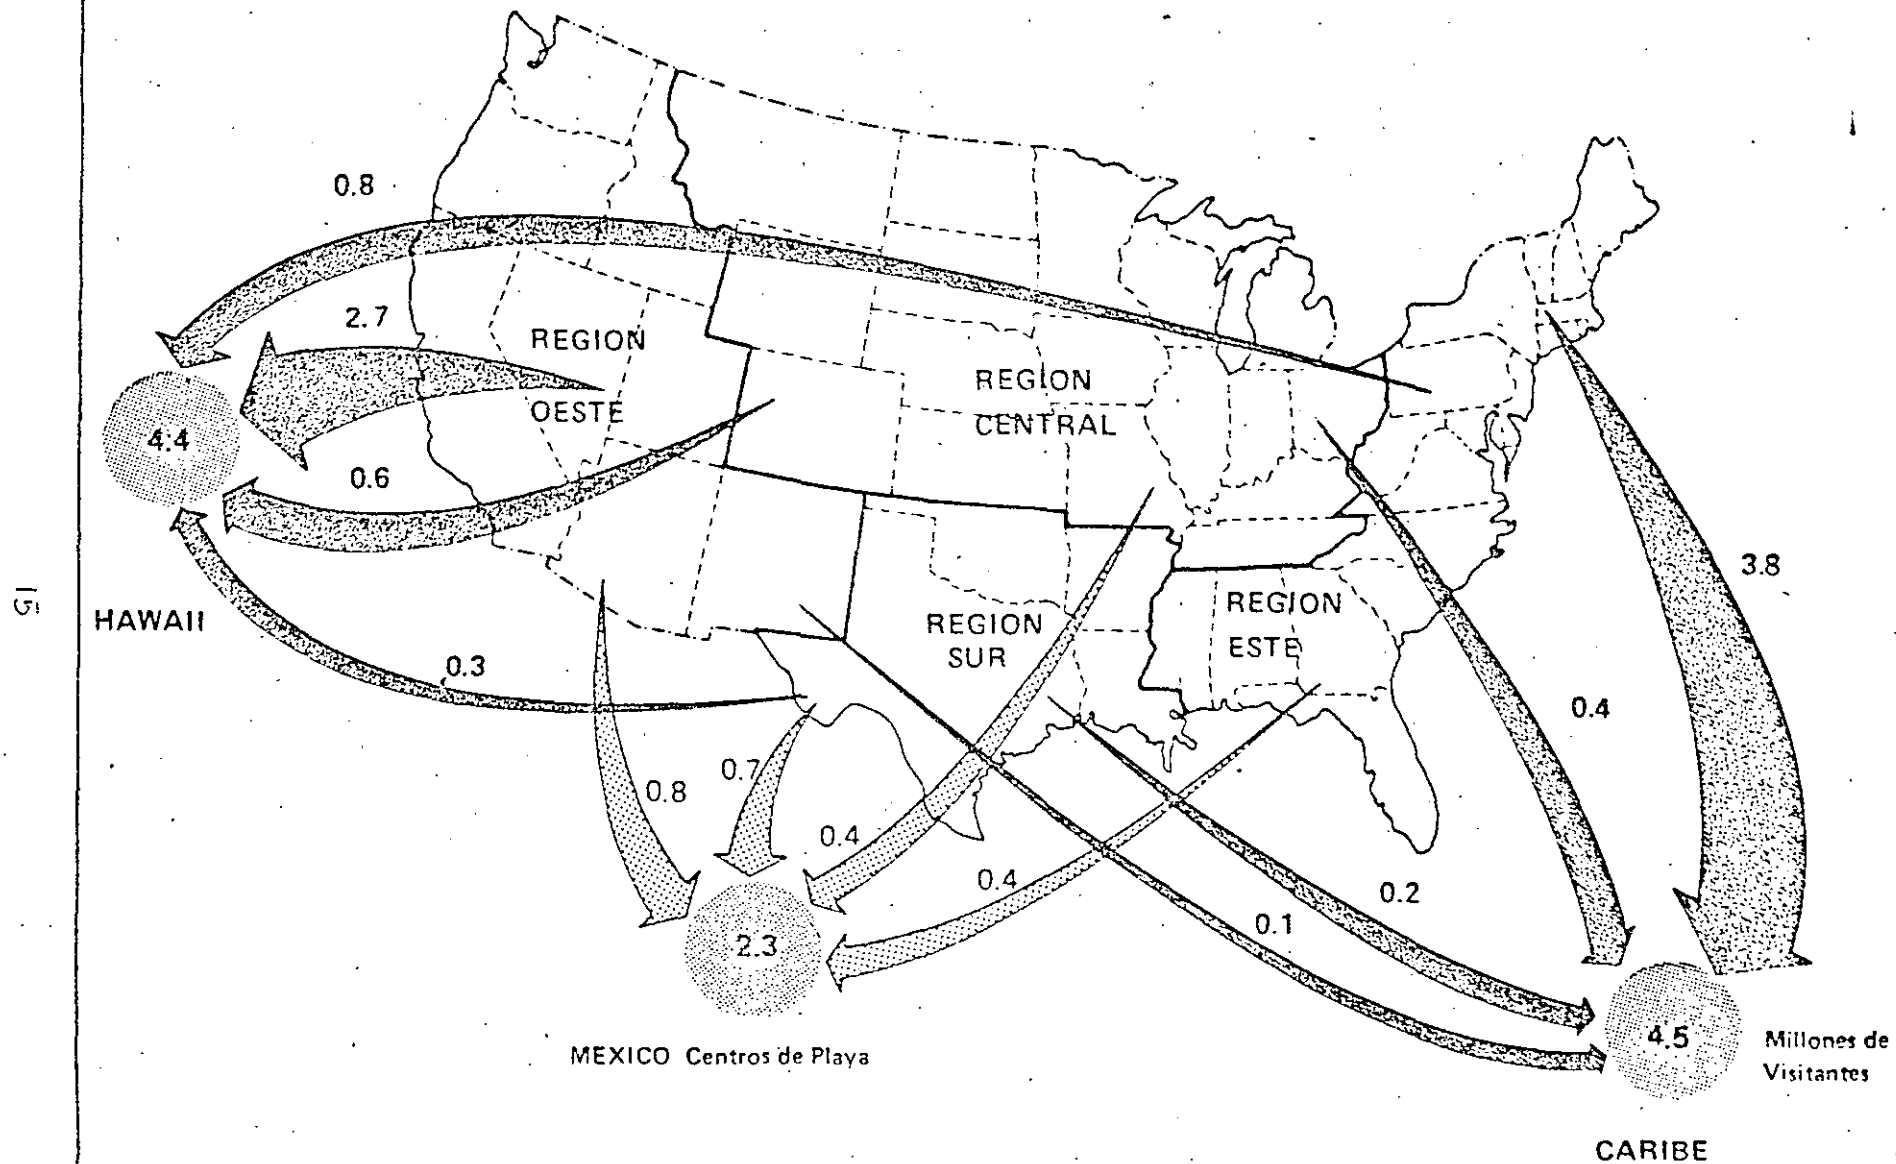 0.8
2.7
REGION
OESTE
REGION
CENTRAL
4.4
0.6
HAWAII
0.3
3.8
REGION
ESTE
REGION
SUR
0.4
0.7
0.8
0.4
0.4
0.2
0.1
2.3
MEXICO Centros de Playa
4.5
Millones de
Visitantes
CARIBE
15